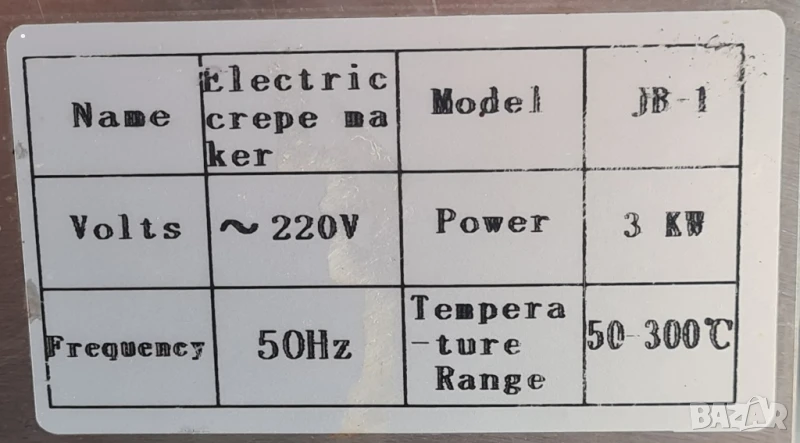 Name
Electric
crepe ma
ker
Model
JB-1
Volts
~220V
Power
3 KW
Frequency
50Hz
Tempera
-ture
Range
50-300℃
BAZAR